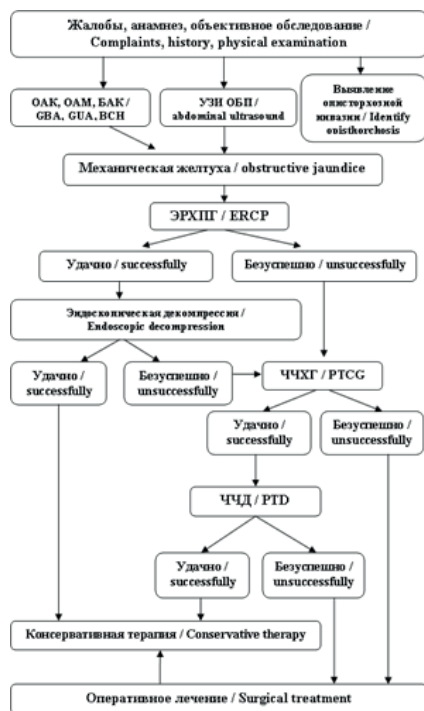 Жалобы, анамнез, объективное обследование /
Complaints, history, physical examination
ОАК, ОАМ, БАК /
GBA, GUA, BCH
УЗИ ОБП /
abdominal ultrasound
Выявление
описторхозной
инвазии / Identify
opisthorchosis
Механическая желтуха / obstructive jaundice
ЭРХПГ / ERCP
Удачно / successfully
Безуспешно / unsuccessfully
Эндоскопическая декомпрессия /
Endoscopic decompression
Удачно /
successfully
Безуспешно /
unsuccessfully
ЧЧХГ / PTCG
Удачно /
successfully
Безуспешно /
unsuccessfully
ЧЧД / PTD
Удачно /
successfully
Безуспешно /
unsuccessfully
Консервативная терапия / Conservative therapy
Оперативное лечение / Surgical treatment